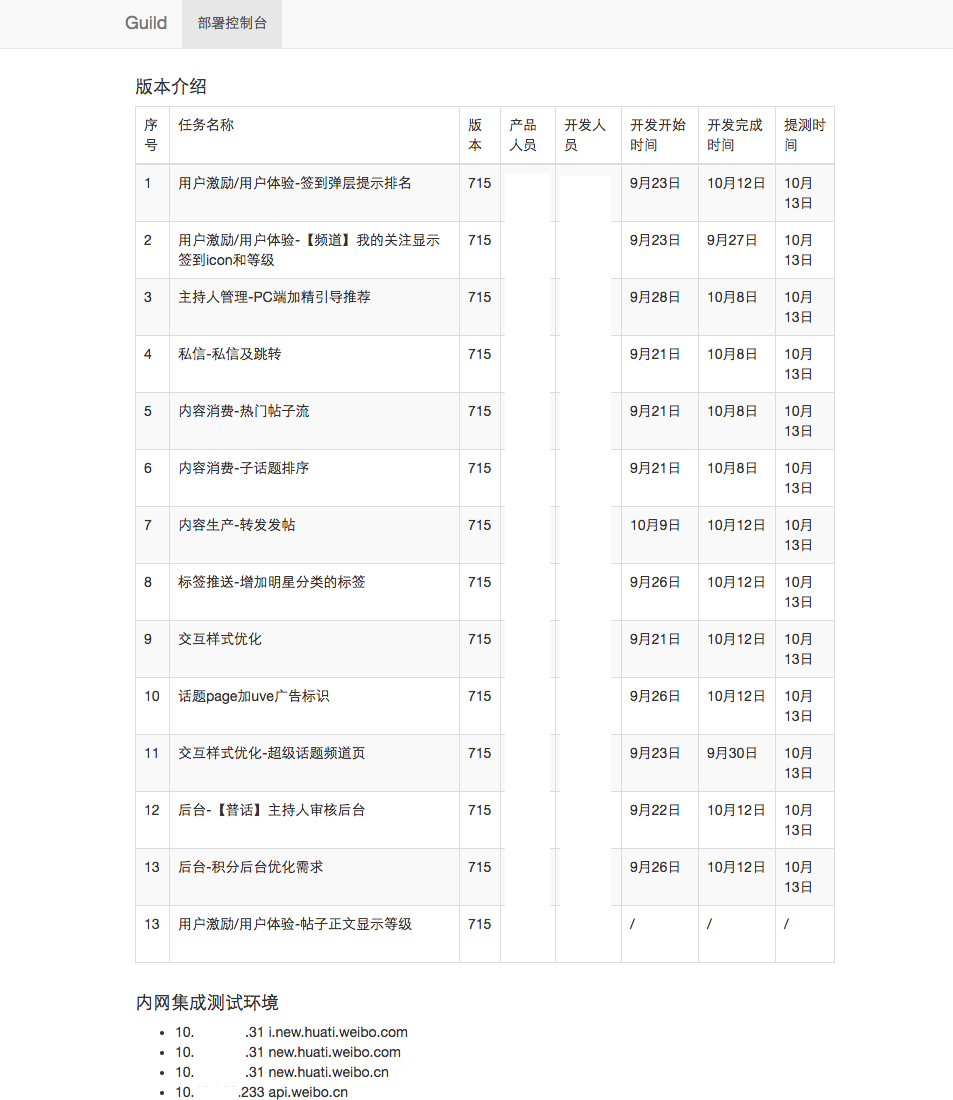 Guild 部署控制台
版本介绍
序号 任务名称 版本 产品人员 开发人员 开发开始时间 开发完成时间 提测时间
1 用户激励/用户体验-签到弹层提示排名 715 9月23日 10月12日 10月13日
2 用户激励/用户体验-【频道】我的关注显示签到icon和等级 715 9月23日 9月27日 10月13日
3 主持人管理-PC端加精引导推荐 715 9月28日 10月8日 10月13日
4 私信-私信及跳转 715 9月21日 10月8日 10月13日
5 内容消费-热门帖子流 715 9月21日 10月8日 10月13日
6 内容消费-子话题排序 715 9月21日 10月8日 10月13日
7 内容生产-转发发帖 715 10月9日 10月12日 10月13日
8 标签推送-增加明星分类的标签 715 9月26日 10月12日 10月13日
9 交互样式优化 715 9月21日 10月12日 10月13日
10 话题page加uve广告标识 715 9月26日 10月12日 10月13日
11 交互样式优化-超级话题频道页 715 9月23日 9月30日 10月13日
12 后台-【普话】主持人审核后台 715 9月22日 10月12日 10月13日
13 后台-积分后台优化需求 715 9月26日 10月12日 10月13日
13 用户激励/用户体验-帖子正文显示等级 715 / / /
内网集成测试环境
• 10. .31 i.new.huati.weibo.com
• 10. .31 new.huati.weibo.com
• 10. .31 new.huati.weibo.cn
• 10. .233 api.weibo.cn